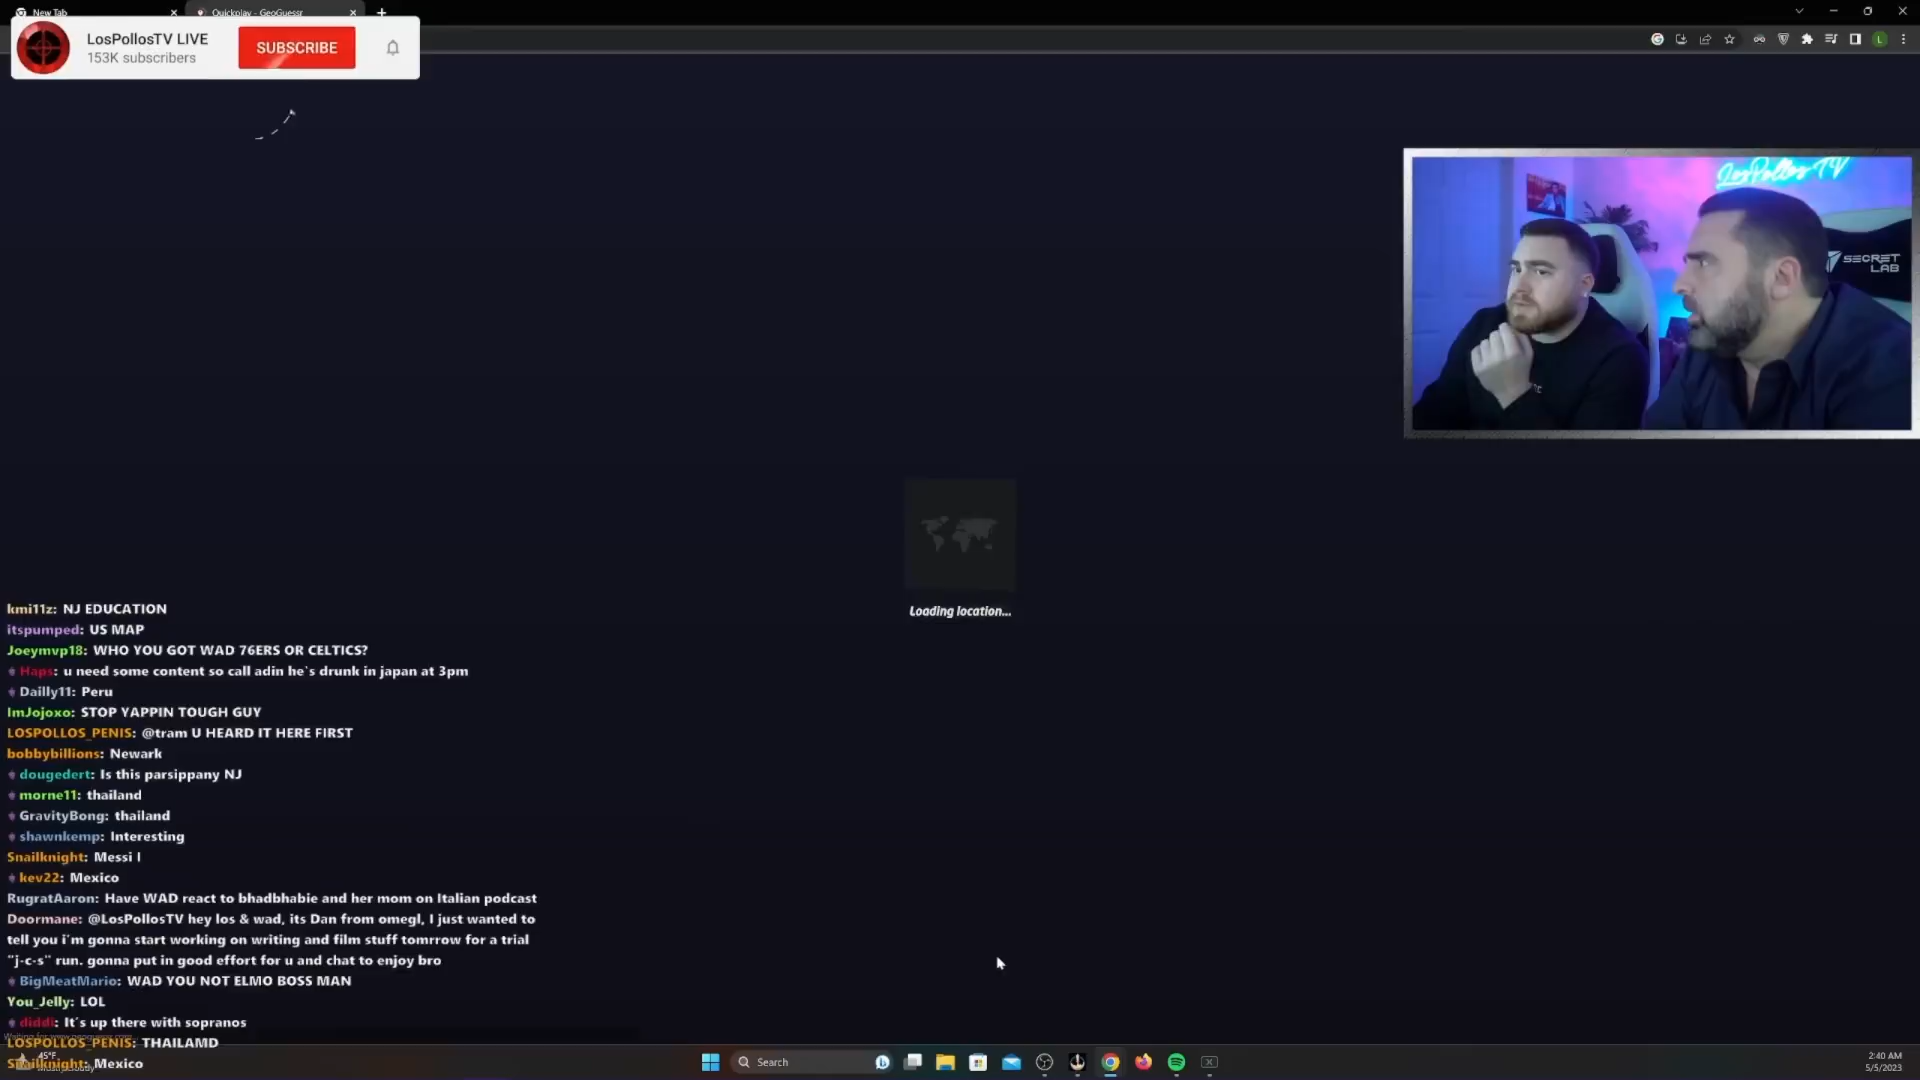 New Tab
Quickplay - GeoGuessr
LosPollosTV LIVE
153K subscribers
SUBSCRIBE
L
LosPollos TV
SECRET
LAB
Loading location...
kmi11z: NJ EDUCATION
itspumped: US MAP
Joeymvp18: WHO YOU GOT WAD 76ERS OR CELTICS?
Haps: u need some content so call adin he's drunk in japan at 3pm
Dailly11: Peru
ImJojoxo: STOP YAPPIN TOUGH GUY
LOSPOLLOS_PENIS: @tram U HEARD IT HERE FIRST
bobbybillions: Newark
dougedert: Is this parsippany NJ
morne11: thailand
GravityBong: thailand
shawnkemp: Interesting
Snailknight: Messi I
kev22: Mexico
RugratAaron: Have WAD react to bhadbhabie and her mom on Italian podcast
Doormane: @LosPollosTV hey los & wad, its Dan from omegl, I just wanted to
tell you i'm gonna start working on writing and film stuff tomrrow for a trial
"j-c-s" run. gonna put in good effort for u and chat to enjoy bro
BigMeatMario: WAD YOU NOT ELMO BOSS MAN
You_Jelly: LOL
diddi: It's up there with sopranos
LOSPOLLOS_PENIS: THAILAMD
Snailknight: Mexico
45°F
Search
2:40 AM
5/5/2023